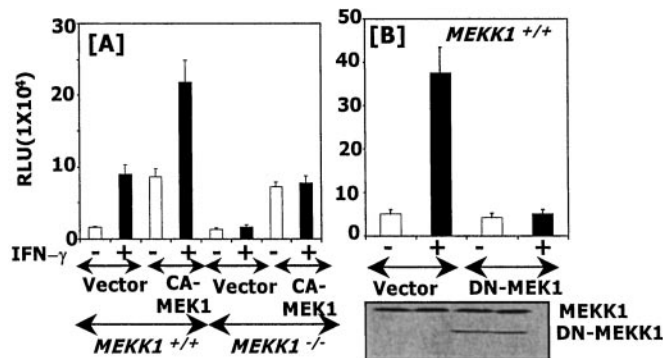 [A]
30
20
10
0
RLU(1X10⁴)
IFN–γ
- + - + - + - +
Vector CA-MEK1 Vector CA-MEK1
MEKK1 +/+ MEKK1 -/-
[B] MEKK1 +/+
50
40
30
20
10
0
- + - +
Vector DN-MEK1
MEKK1
DN-MEKK1